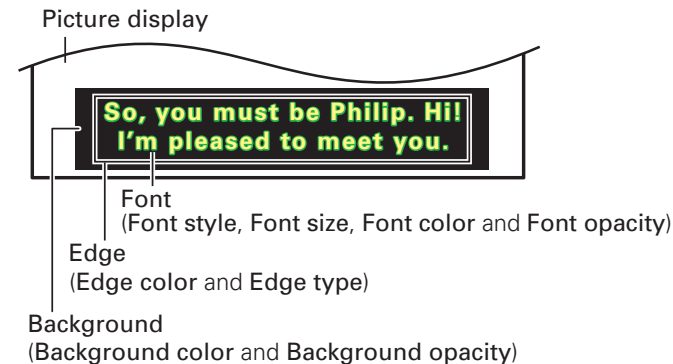 Picture display
So, you must be Philip. Hi!
I’m pleased to meet you.
Font
(Font style, Font size, Font color and Font opacity)
Edge
(Edge color and Edge type)
Background
(Background color and Background opacity)